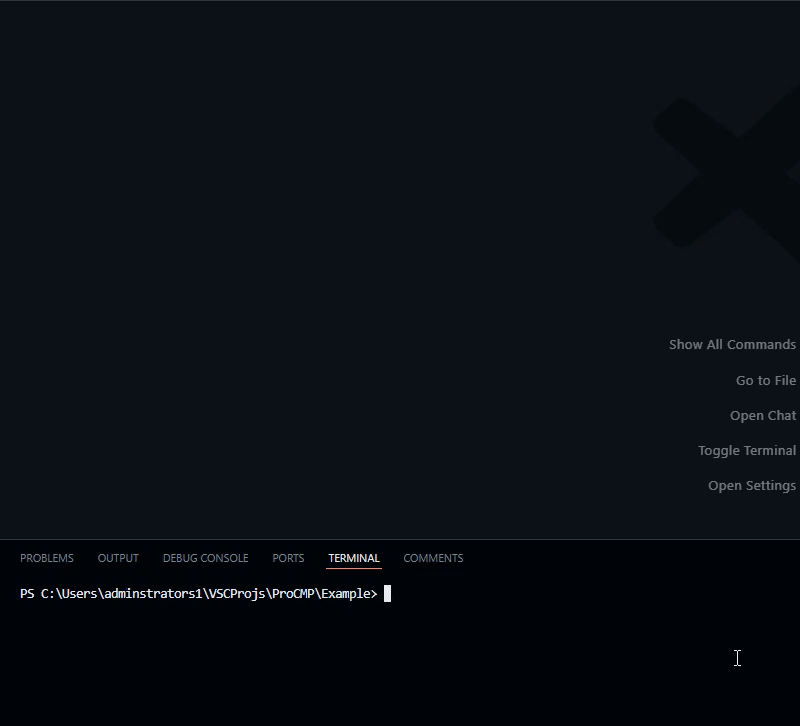 Show All Commands
Go to File
Open Chat
Toggle Terminal
Open Settings
PROBLEMS OUTPUT DEBUG CONSOLE PORTS TERMINAL COMMENTS
PS C:\Users\adminstrators1\VSCProjs\ProCMP\Example>